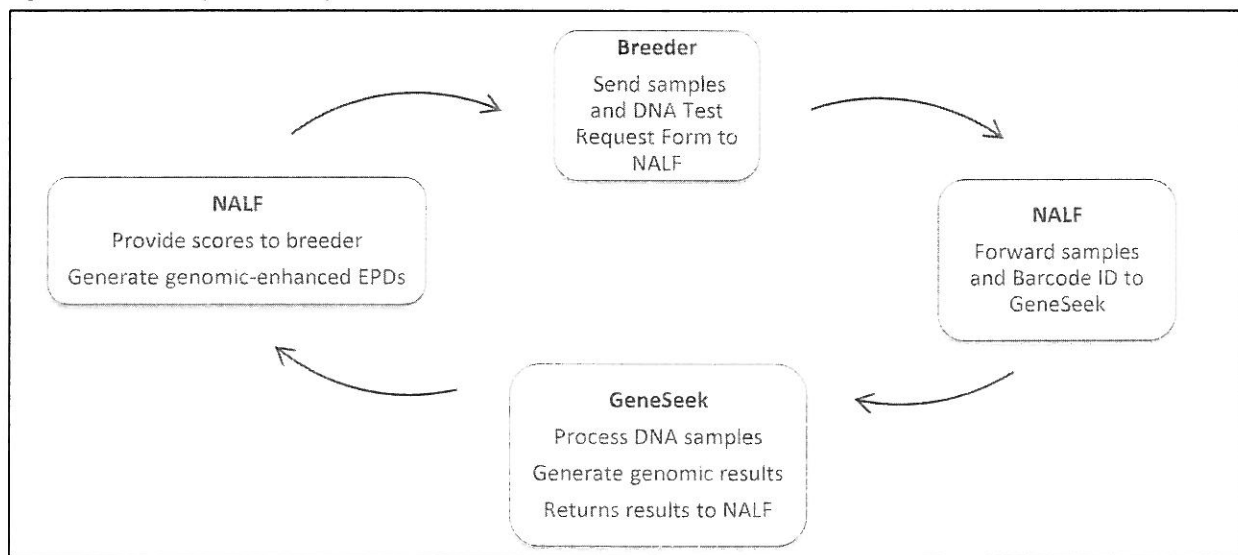 Breeder
Send samples
and DNA Test
Request Form to
NALF
NALF
Forward samples
and Barcode ID to
GeneSeek
GeneSeek
Process DNA samples
Generate genomic results
Returns results to NALF
NALF
Provide scores to breeder
Generate genomic-enhanced EPDs